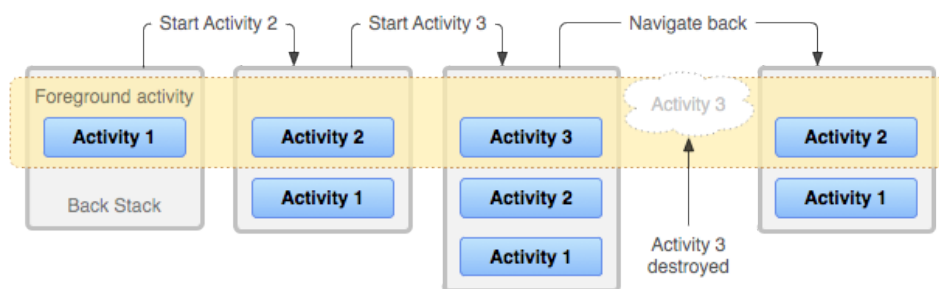 Start Activity 2
Start Activity 3
Navigate back
Foreground activity
Activity 1
Back Stack
Activity 2
Activity 1
Activity 3
Activity 2
Activity 1
Activity 3
Activity 3
destroyed
Activity 2
Activity 1